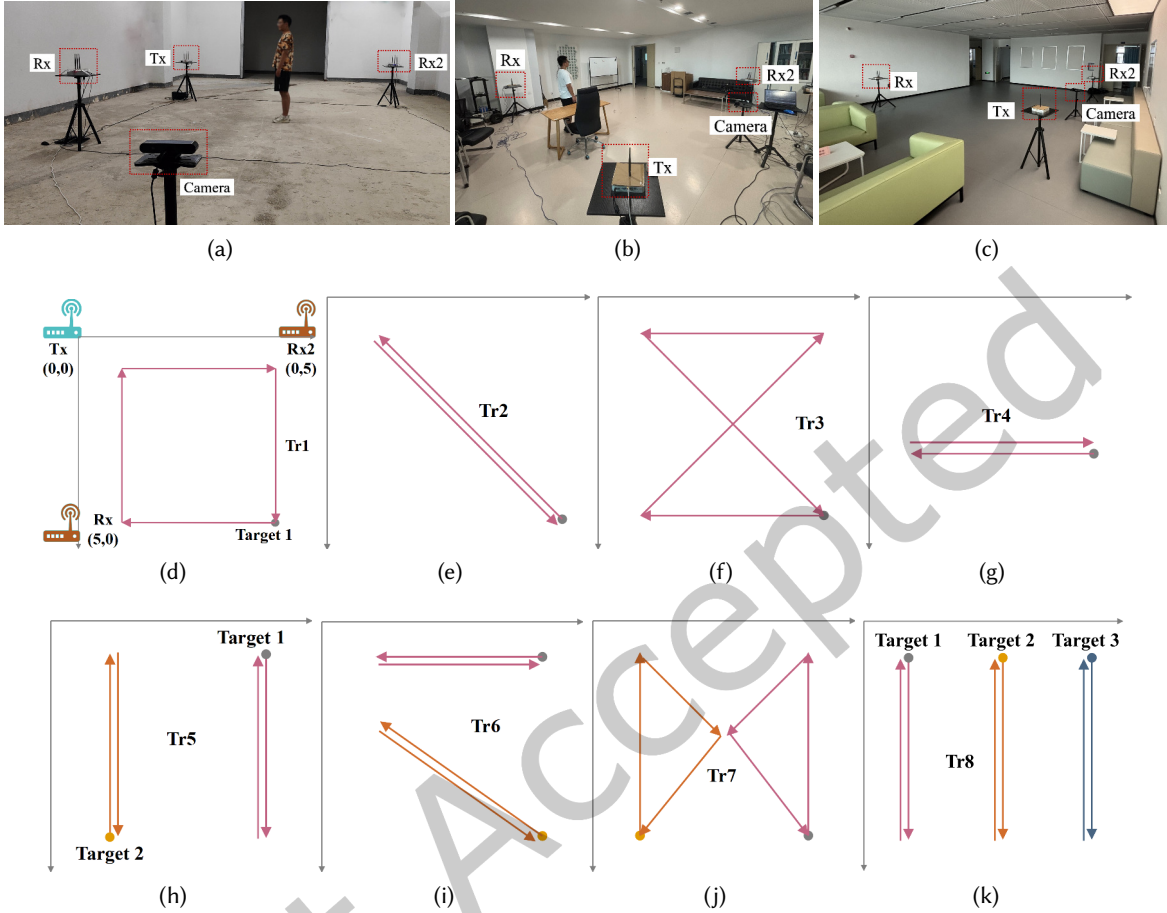 Rx
Tx
Rx2
Camera
(a)
Rx
Rx2
Camera
Tx
(b)
Rx
Rx2
Tx
Camera
(c)
Tx
(0,0)
Rx2
(0,5)
Tr1
Rx
(5,0)
Target 1
(d)
Tr2
(e)
Tr3
(f)
Tr4
(g)
Target 1
Tr5
Target 2
(h)
Tr6
(i)
Tr7
(j)
Target 1 Target 2 Target 3
Tr8
(k)
t Accepted